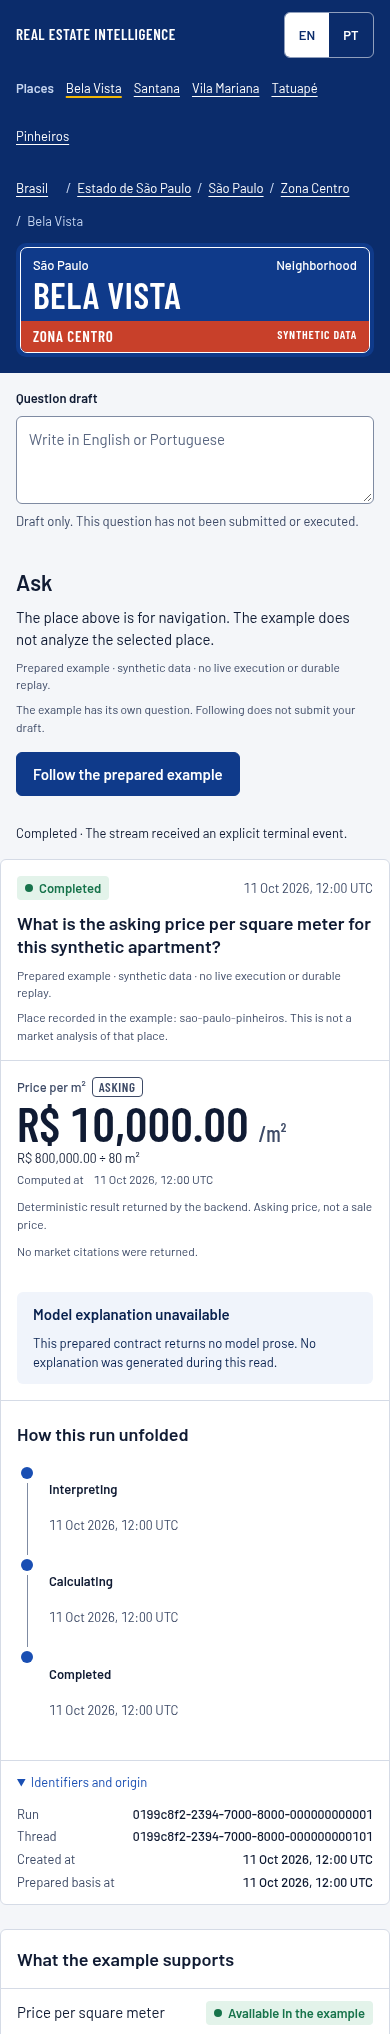 REAL ESTATE INTELLIGENCE
EN PT
Places Bela Vista Santana Vila Mariana Tatuapé
Pinheiros
Brasil / Estado de São Paulo / São Paulo / Zona Centro
/ Bela Vista
São Paulo Neighborhood
BELA VISTA
ZONA CENTRO SYNTHETIC DATA
Question draft
Write in English or Portuguese
Draft only. This question has not been submitted or executed.
Ask
The place above is for navigation. The example does
not analyze the selected place.
Prepared example · synthetic data · no live execution or durable
replay.
The example has its own question. Following does not submit your
draft.
Follow the prepared example
Completed · The stream received an explicit terminal event.
Completed 11 Oct 2026, 12:00 UTC
What is the asking price per square meter for
this synthetic apartment?
Prepared example · synthetic data · no live execution or durable
replay.
Place recorded in the example: sao-paulo-pinheiros. This is not a
market analysis of that place.
Price per m² ASKING
R$ 10,000.00 /m²
R$ 800,000.00 ÷ 80 m²
Computed at 11 Oct 2026, 12:00 UTC
Deterministic result returned by the backend. Asking price, not a sale
price.
No market citations were returned.
Model explanation unavailable
This prepared contract returns no model prose. No
explanation was generated during this read.
How this run unfolded
Interpreting
11 Oct 2026, 12:00 UTC
Calculating
11 Oct 2026, 12:00 UTC
Completed
11 Oct 2026, 12:00 UTC
▼ Identifiers and origin
Run 0199c8f2-2394-7000-8000-000000000001
Thread 0199c8f2-2394-7000-8000-000000000101
Created at 11 Oct 2026, 12:00 UTC
Prepared basis at 11 Oct 2026, 12:00 UTC
What the example supports
Price per square meter Available in the example